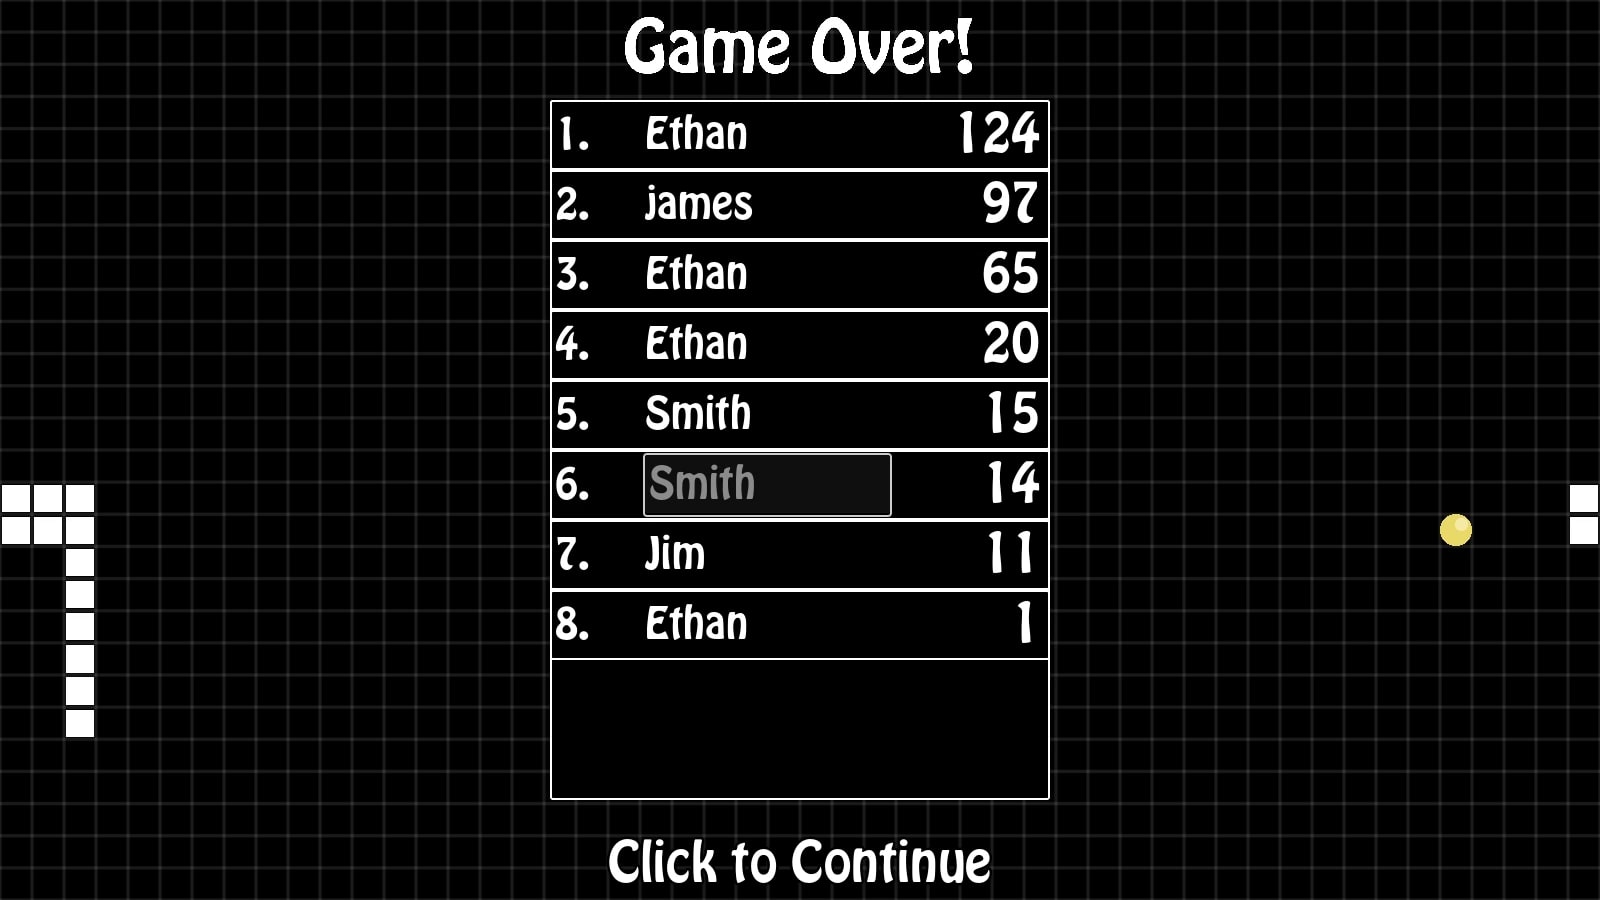 Game Over!
1. Ethan 124
2. james 97
3. Ethan 65
4. Ethan 20
5. Smith 15
6. Smith 14
7. Jim 11
8. Ethan 1
Click to Continue